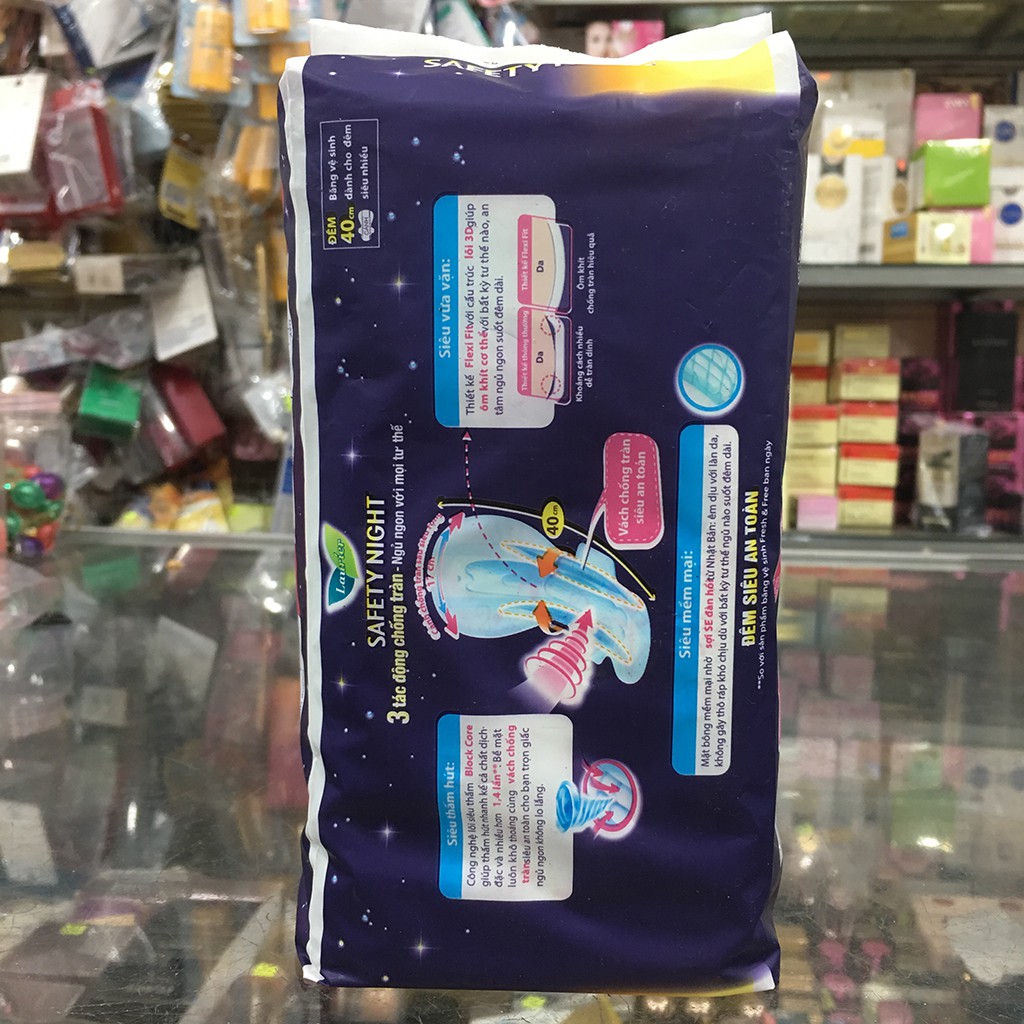 SAFETY
ĐÊM
40cm
CÁNH
Băng vệ sinh
dành cho đêm
siêu nhiều
Laurier
SAFETY NIGHT
3 tác động chống tràn - Ngủ ngon với mọi tư thế
Siêu thấm hút:
Công nghệ lõi siêu thấm Block Core
giúp thấm hút nhanh kể cả chất dịch
đặc và nhiều hơn 1,4 lần**. Bề mặt
luôn khô thoáng cùng vách chống
tràn siêu an toàn cho bạn trọn giấc
ngủ ngon không lo lắng.
17 cm
40cm
Vách chống tràn
siêu an toàn
Siêu vừa vặn:
Thiết kế Flexi Fit với cấu trúc lõi 3D giúp
ôm khít cơ thể với bất kỳ tư thế nào, an
tâm ngủ ngon suốt đêm dài.
Thiết kế thông thường
Da
Khoảng cách nhiều
dễ tràn dính
Thiết kế Flexi Fit
Da
Ôm khít
chống tràn hiệu quả
Siêu mềm mại:
Mặt bông mềm mại nhờ sợi SE đàn hồi từ Nhật Bản: êm dịu với làn da,
không gây thô ráp khó chịu dù với bất kỳ tư thế ngủ nào suốt đêm dài.
ĐÊM SIÊU AN TOÀN
**So với sản phẩm băng vệ sinh Fresh & Free ban ngày